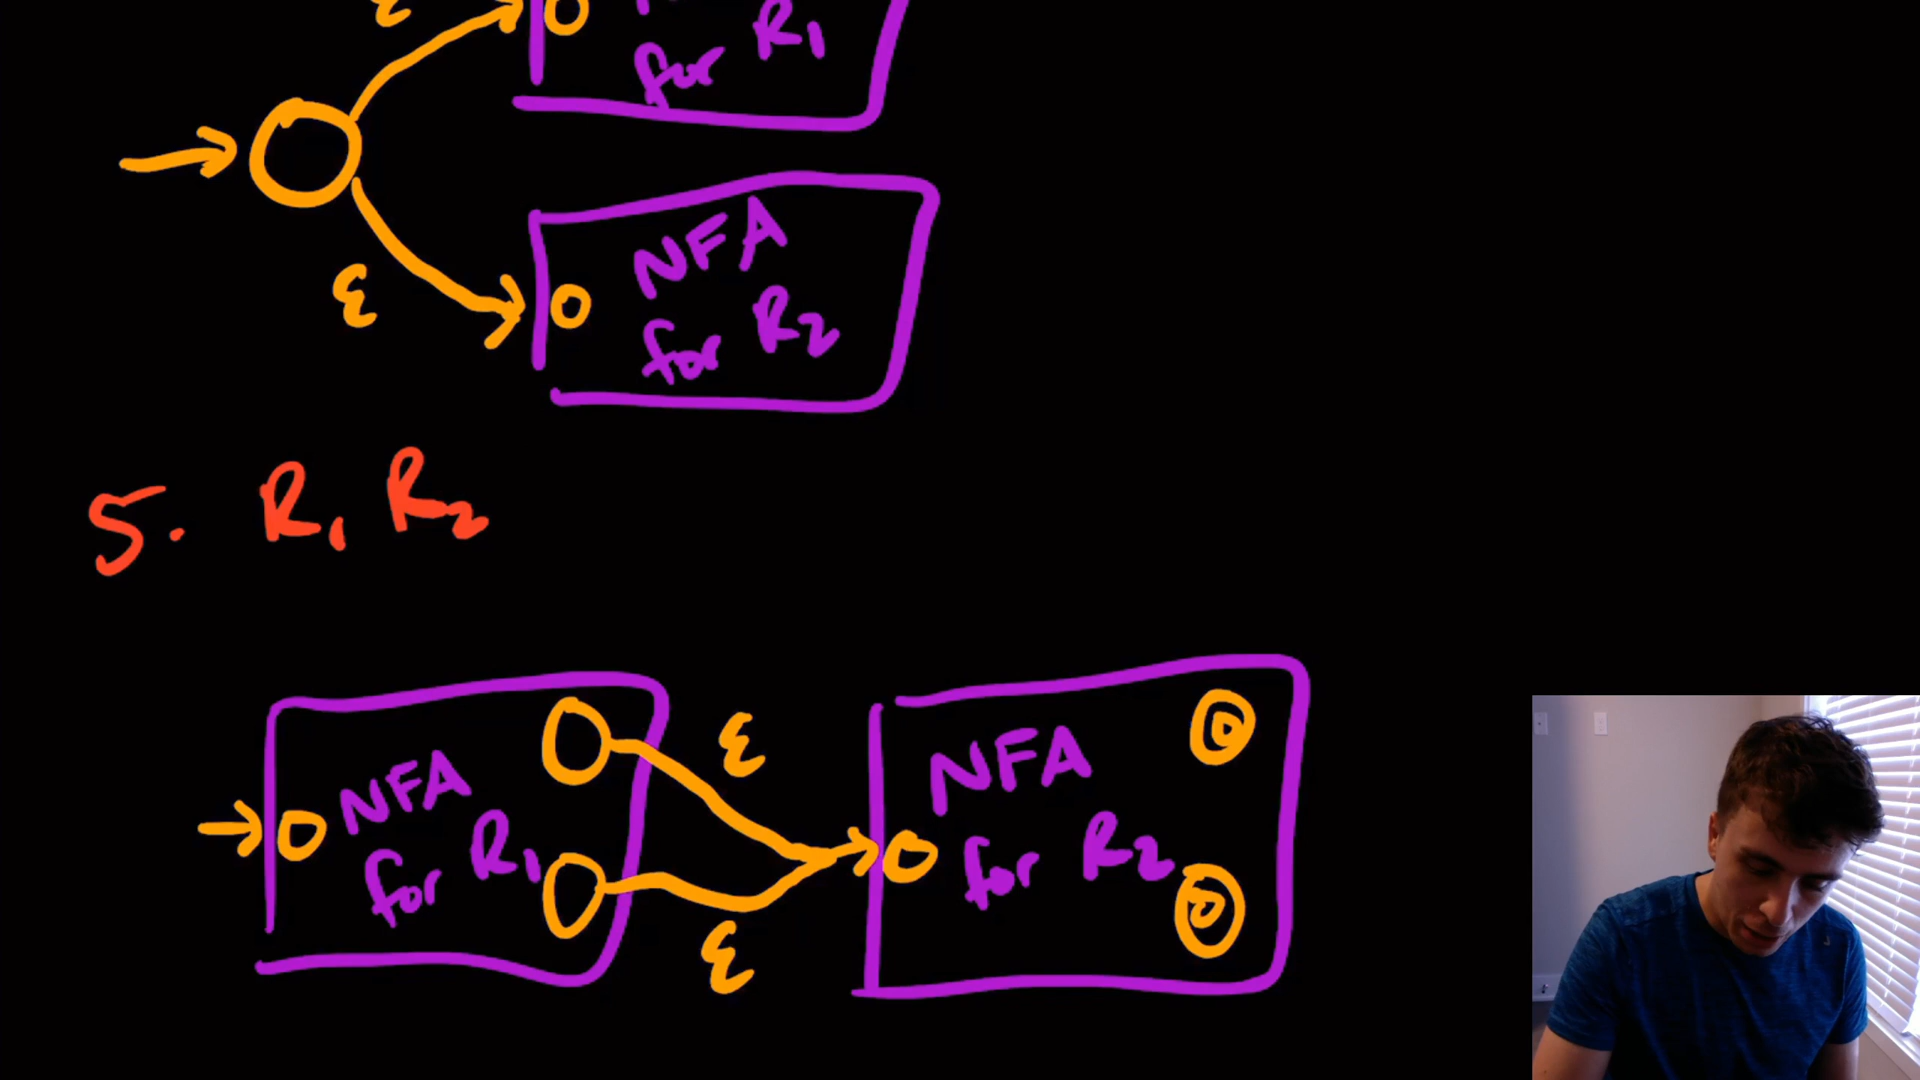 ε
for R1
NFA
for R2
ε
5. R1 R2
ε
NFA
for R1
NFA
for R2
ε